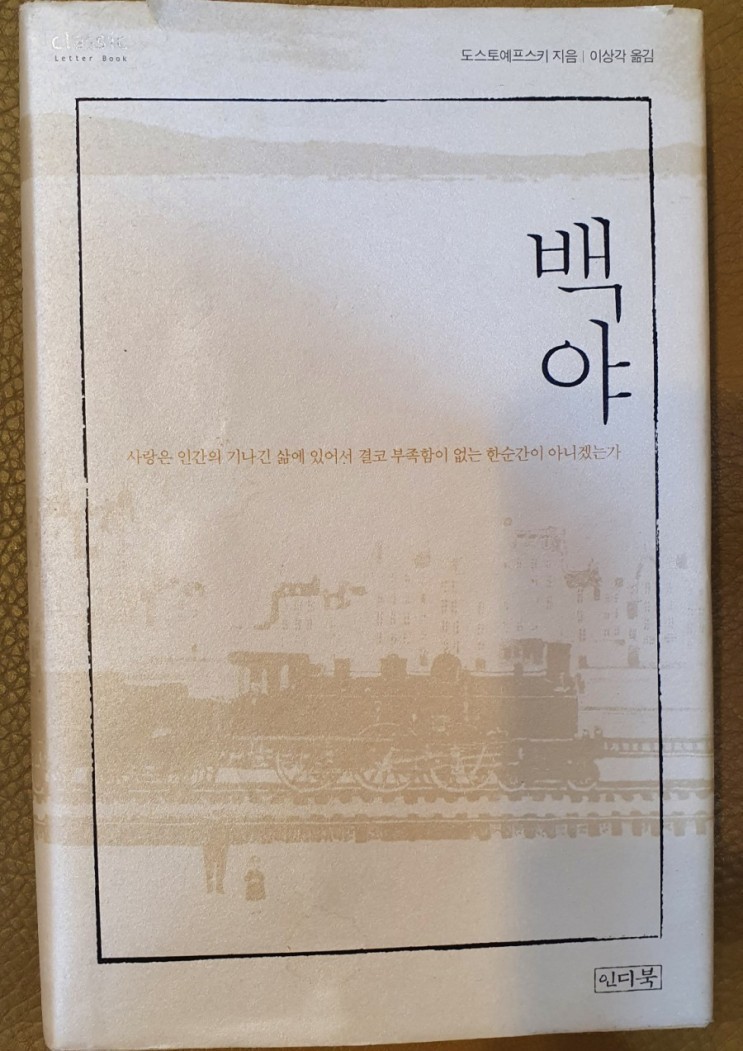 Letter Book
도스토예프스키 지음 | 이상각 옮김
백
야
사랑은 인간의 기나긴 삶에 있어서 결코 부족함이 없는 한순간이 아니겠는가
인디북